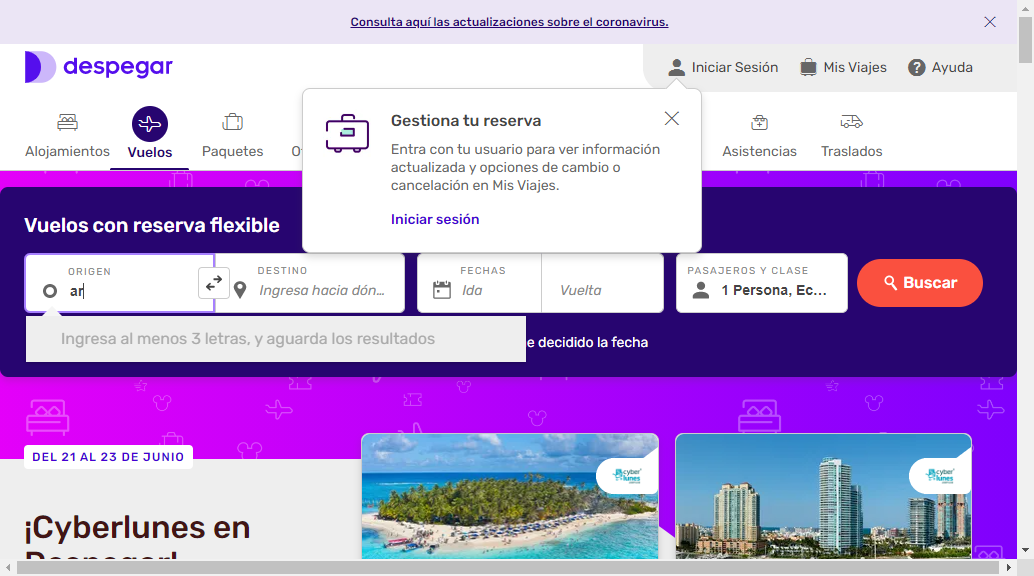 Consulta aquí las actualizaciones sobre el coronavirus.
despegar
Iniciar Sesión
Mis Viajes
Ayuda
Alojamientos
Vuelos
Paquetes
O
Asistencias
Traslados
Gestiona tu reserva
Entra con tu usuario para ver información
actualizada y opciones de cambio o
cancelación en Mis Viajes.
Iniciar sesión
Vuelos con reserva flexible
ORIGEN
ar
DESTINO
Ingresa hacia dón...
FECHAS
Ida
Vuelta
PASAJEROS Y CLASE
1 Persona, Ec...
Buscar
Ingresa al menos 3 letras, y aguarda los resultados
e decidido la fecha
DEL 21 AL 23 DE JUNIO
¡Cyberlunes en
Despegar!
cyber
lunes
cyber
lunes